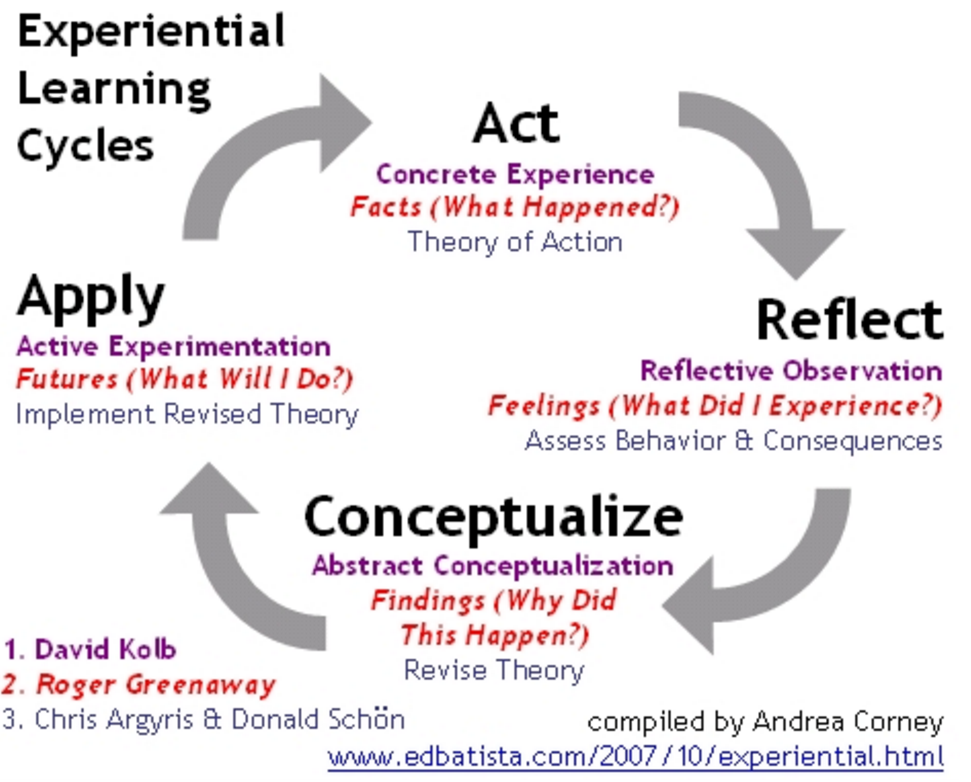 Experiential
Learning
Cycles
Act
Concrete Experience
Facts (What Happened?)
Theory of Action
Reflect
Reflective Observation
Feelings (What Did I Experience?)
Assess Behavior & Consequences
Conceptualize
Abstract Conceptualization
Findings (Why Did
This Happen?)
Revise Theory
Apply
Active Experimentation
Futures (What Will I Do?)
Implement Revised Theory
1. David Kolb
2. Roger Greenaway
3. Chris Argyris & Donald Schön
compiled by Andrea Corney
www.edbatista.com/2007/10/experiential.html